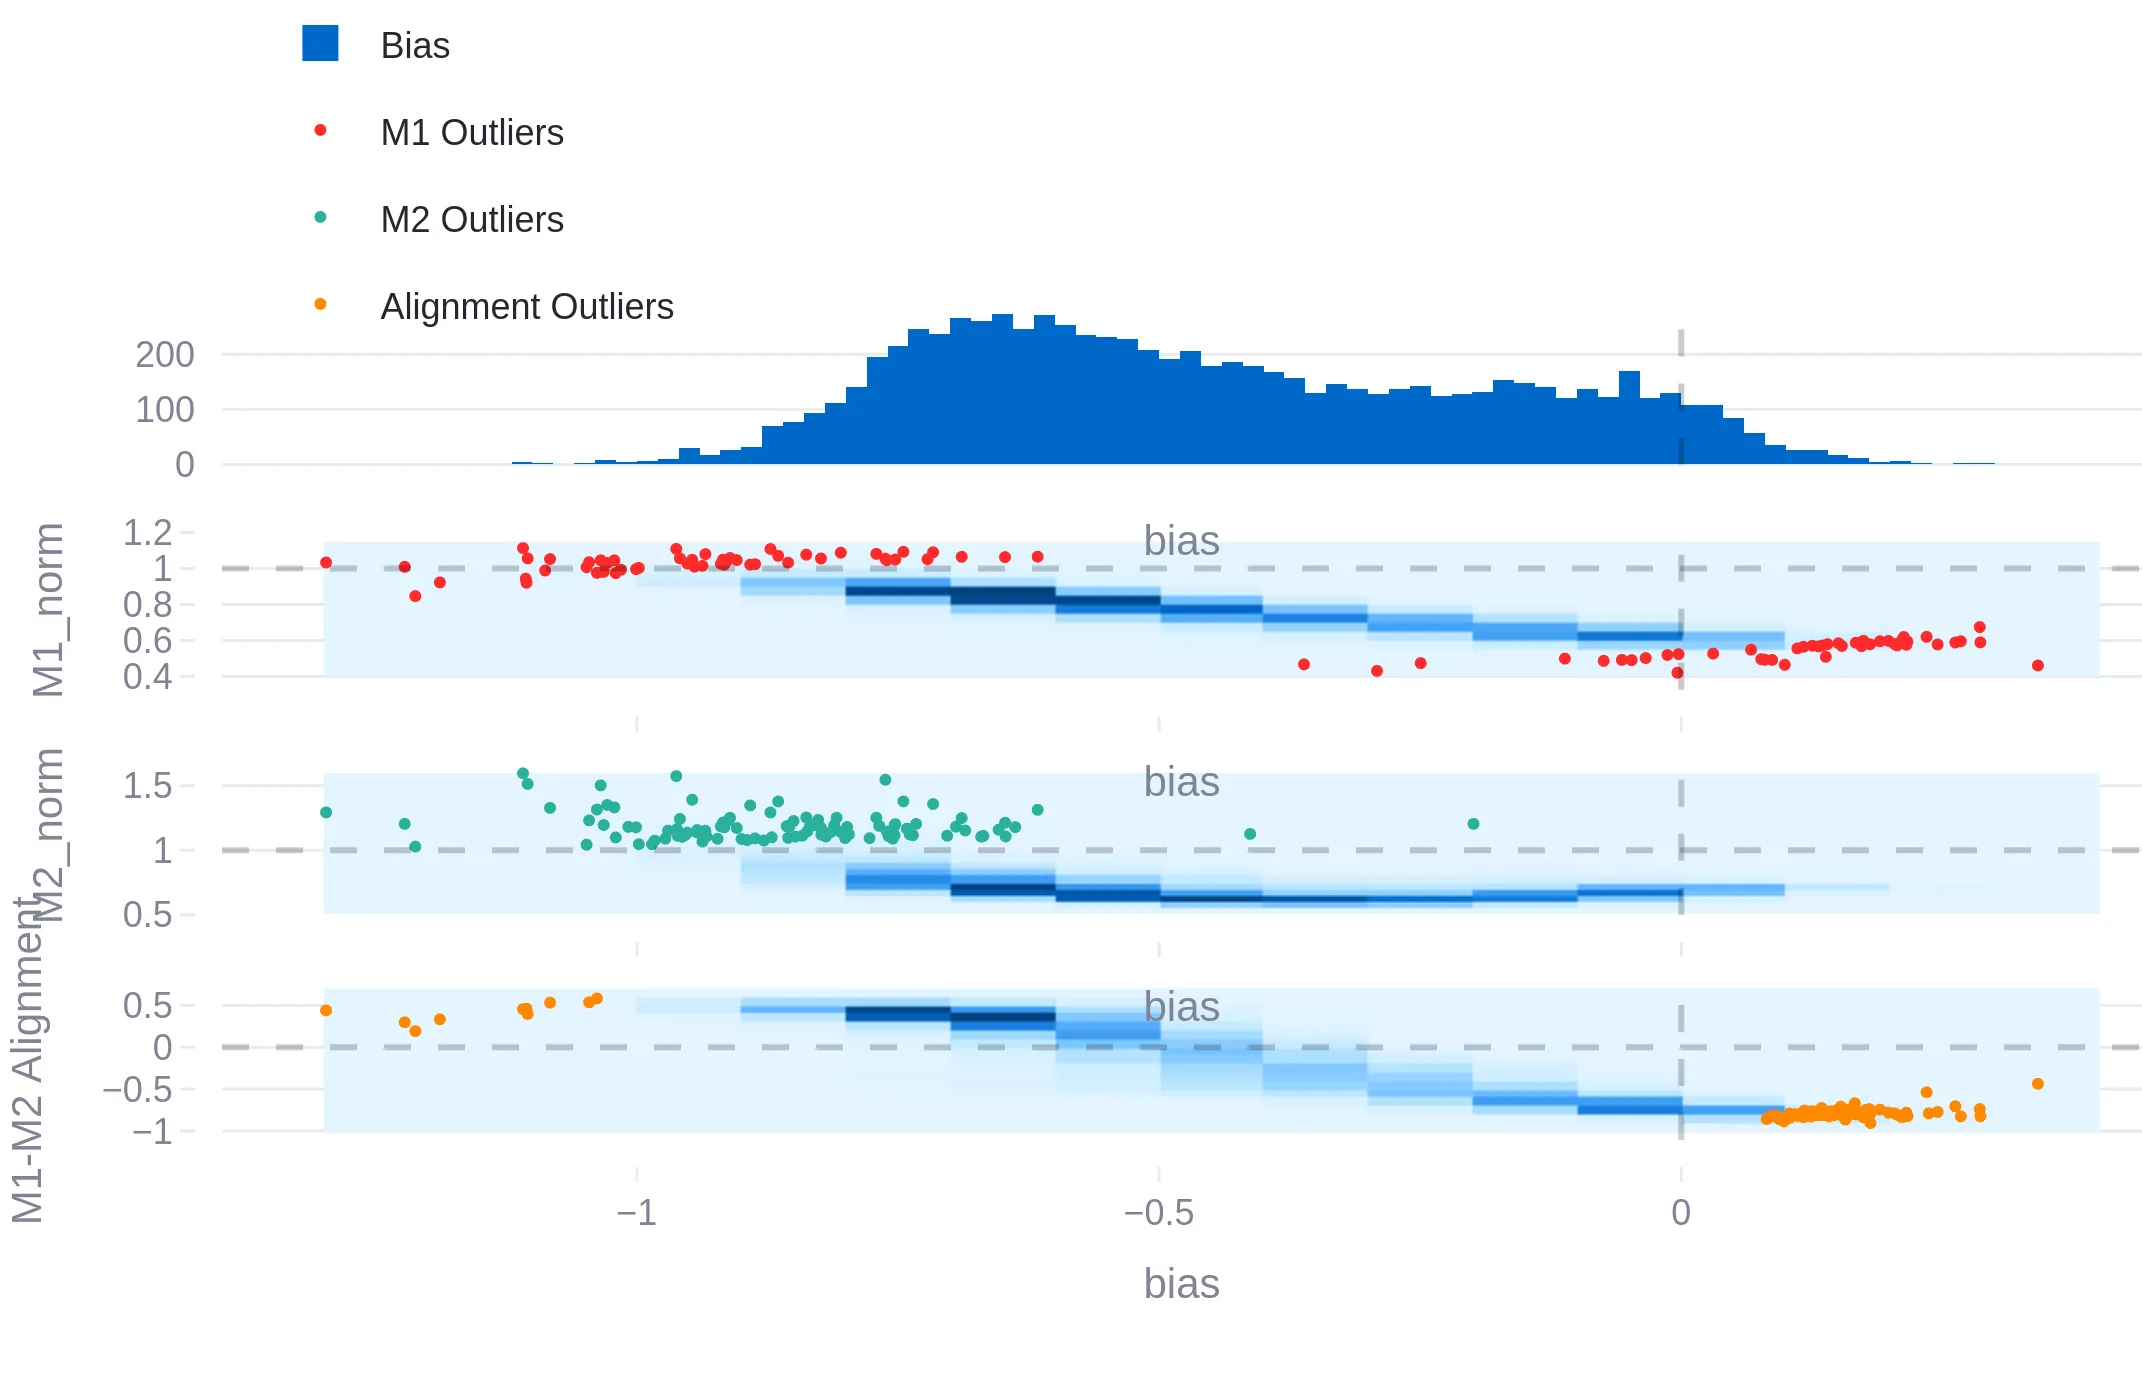 Bias
M1 Outliers
M2 Outliers
Alignment Outliers
200
100
0
M1_norm
1.2
1
0.8
0.6
0.4
bias
M2_norm
1.5
1
0.5
bias
M1-M2 Alignment
0.5
0
−0.5
−1
bias
−1
−0.5
0
bias